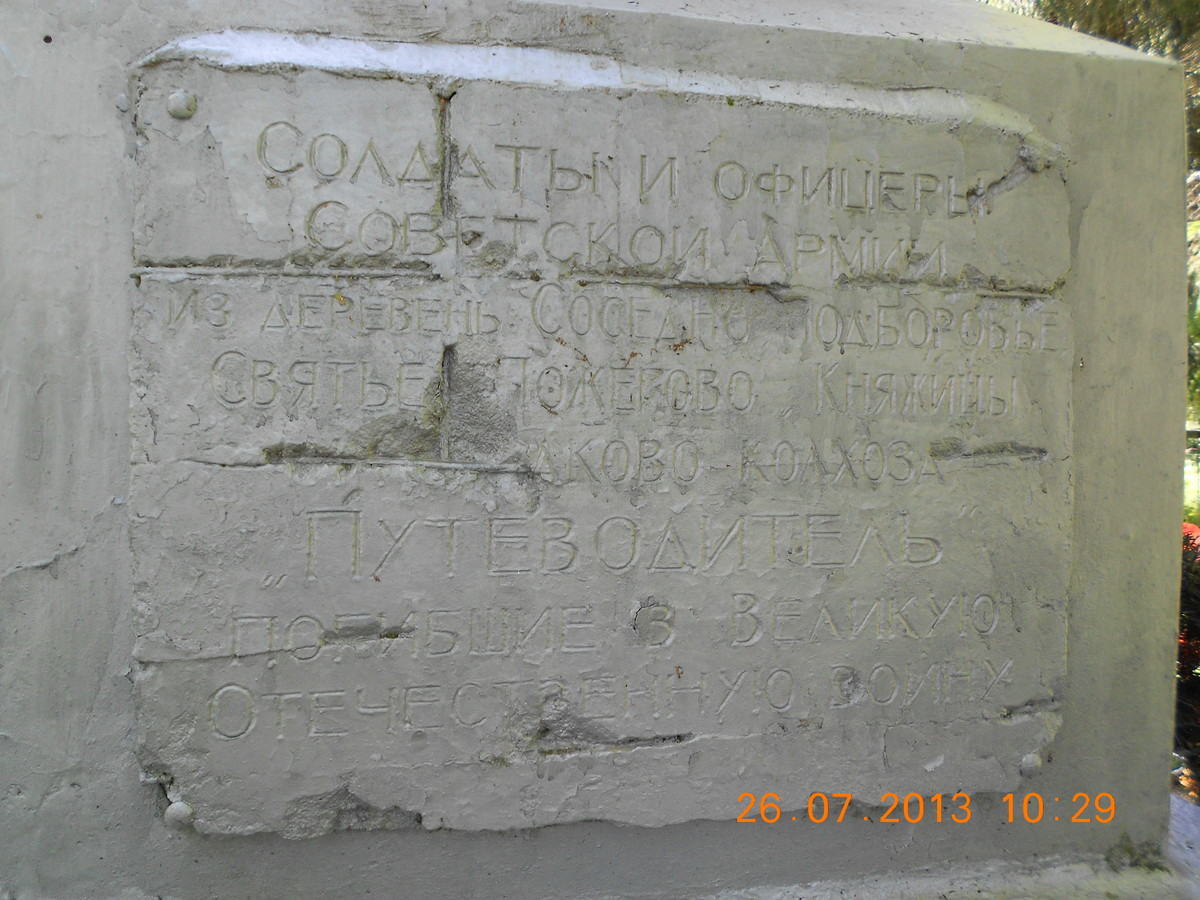 Солдаты и офицеры
Советской Армии
из деревень Соседно Подборовье
Святье Пожерово Княжицы
колхоза
„Путеводитель"
погибшие в Великую
Отечественную войну
26.07.2013 10:29